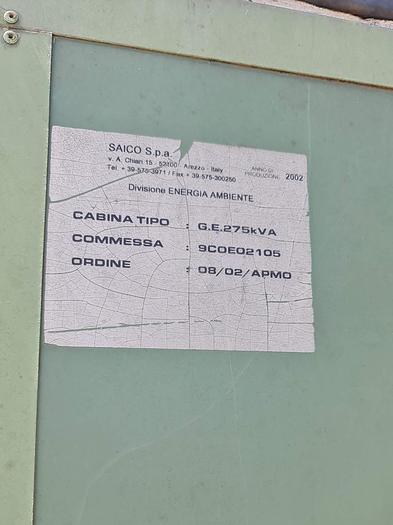 SAICO S.p.a.
v. A. Chiari 15 - 52100 - Arezzo - Italy
Tel. + 39-575-3971 / Fax + 39-575-300250
ANNO DI
PRODUZIONE 2002
Divisione ENERGIA AMBIENTE
CABINA TIPO : G.E.275kVA
COMMESSA : 9COE02105
ORDINE : 08/02/APMO